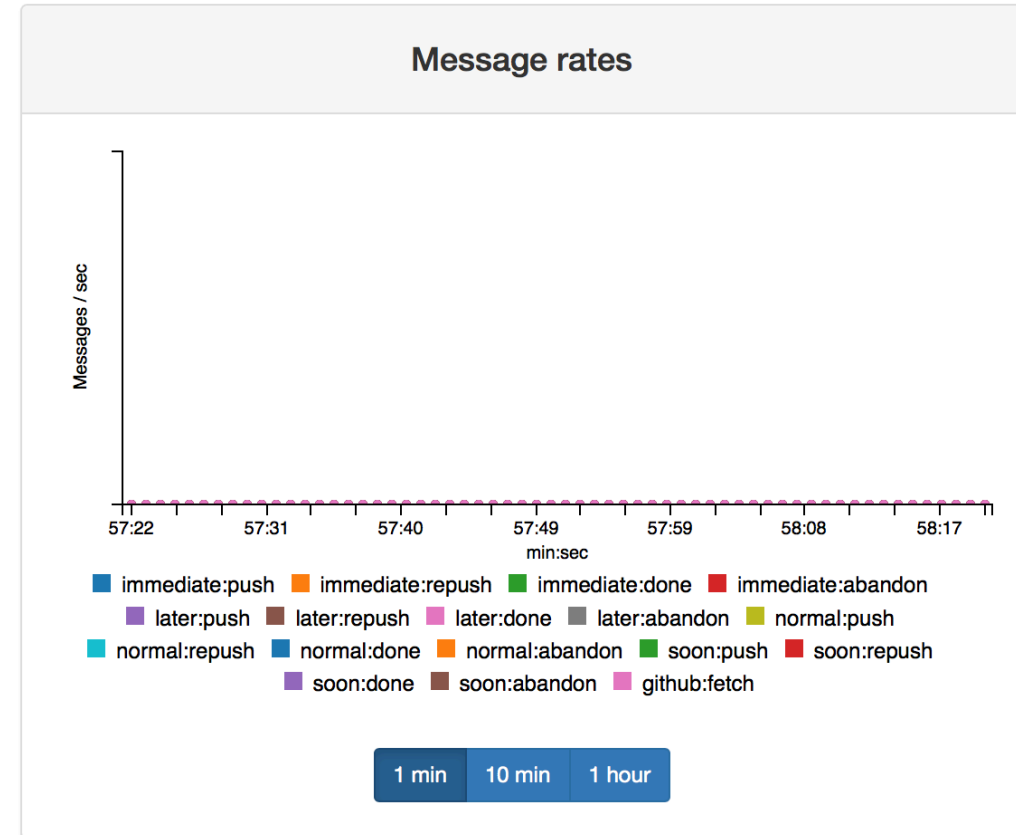 Message rates
Messages / sec
57:22 57:31 57:40 57:49 57:59 58:08 58:17
min:sec
immediate:push immediate:repush immediate:done immediate:abandon
later:push later:repush later:done later:abandon normal:push
normal:repush normal:done normal:abandon soon:push soon:repush
soon:done soon:abandon github:fetch
1 min 10 min 1 hour